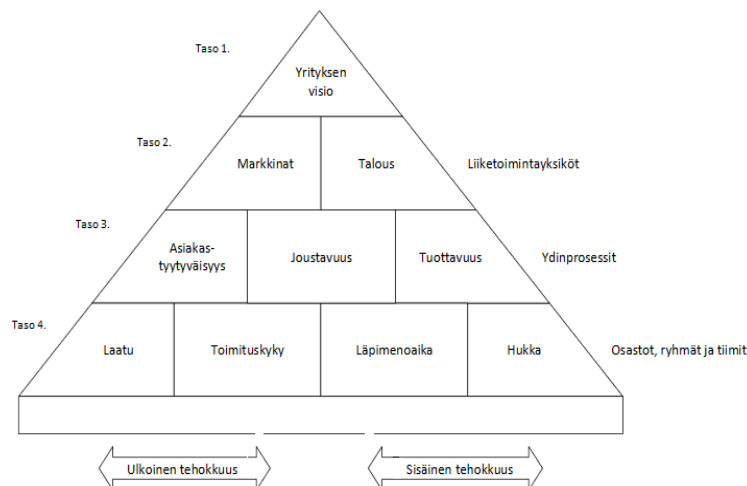 Taso 1.
Yrityksen
visio
Taso 2.
Markkinat
Talous
Liiketoimintayksiköt
Taso 3.
Asiakas-
tyytyväisyys
Joustavuus
Tuottavuus
Ydinprosessit
Taso 4.
Laatu
Toimituskyky
Läpimenoaika
Hukka
Osastot, ryhmät ja tiimit
Ulkoinen tehokkuus
Sisäinen tehokkuus